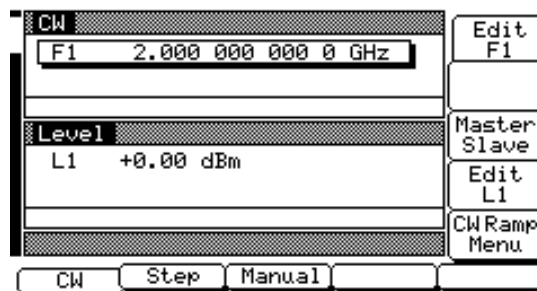 CW
F1 2.000 000 000 0 GHz
Level
L1 +0.00 dBm
Edit
F1
Master
Slave
Edit
L1
CW Ramp
Menu
CW Step Manual